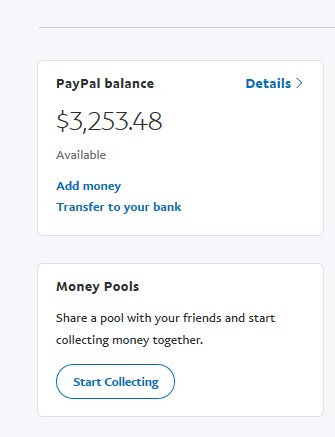 PayPal balance Details >
$3,253.48
Available
Add money
Transfer to your bank
Money Pools
Share a pool with your friends and start
collecting money together.
Start Collecting